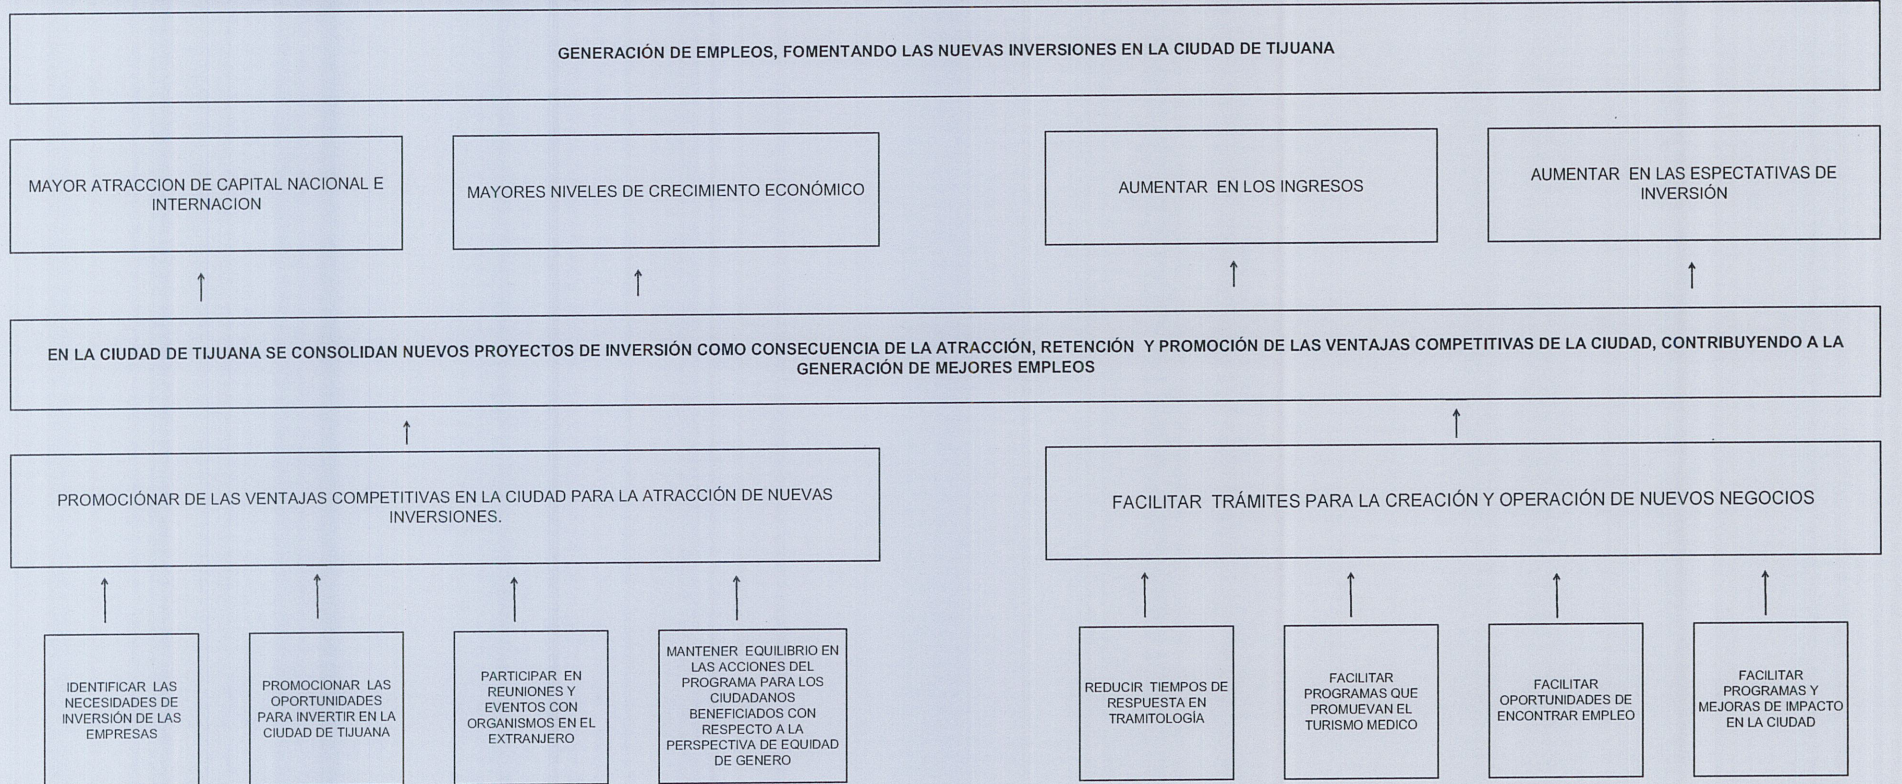 GENERACIÓN DE EMPLEOS, FOMENTANDO LAS NUEVAS INVERSIONES EN LA CIUDAD DE TIJUANA
MAYOR ATRACCION DE CAPITAL NACIONAL E
INTERNACION
MAYORES NIVELES DE CRECIMIENTO ECONÓMICO
AUMENTAR EN LOS INGRESOS
AUMENTAR EN LAS ESPECTATIVAS DE
INVERSIÓN
EN LA CIUDAD DE TIJUANA SE CONSOLIDAN NUEVOS PROYECTOS DE INVERSIÓN COMO CONSECUENCIA DE LA ATRACCIÓN, RETENCIÓN Y PROMOCIÓN DE LAS VENTAJAS COMPETITIVAS DE LA CIUDAD, CONTRIBUYENDO A LA
GENERACIÓN DE MEJORES EMPLEOS
PROMOCIÓNAR DE LAS VENTAJAS COMPETITIVAS EN LA CIUDAD PARA LA ATRACCIÓN DE NUEVAS
INVERSIONES.
FACILITAR TRÁMITES PARA LA CREACIÓN Y OPERACIÓN DE NUEVOS NEGOCIOS
IDENTIFICAR LAS
NECESIDADES DE
INVERSIÓN DE LAS
EMPRESAS
PROMOCIONAR LAS
OPORTUNIDADES
PARA INVERTIR EN LA
CIUDAD DE TIJUANA
PARTICIPAR EN
REUNIONES Y
EVENTOS CON
ORGANISMOS EN EL
EXTRANJERO
MANTENER EQUILIBRIO EN
LAS ACCIONES DEL
PROGRAMA PARA LOS
CIUDADANOS
BENEFICIADOS CON
RESPECTO A LA
PERSPECTIVA DE EQUIDAD
DE GENERO
REDUCIR TIEMPOS DE
RESPUESTA EN
TRAMITOLOGÍA
FACILITAR
PROGRAMAS QUE
PROMUEVAN EL
TURISMO MEDICO
FACILITAR
OPORTUNIDADES DE
ENCONTRAR EMPLEO
FACILITAR
PROGRAMAS Y
MEJORAS DE IMPACTO
EN LA CIUDAD